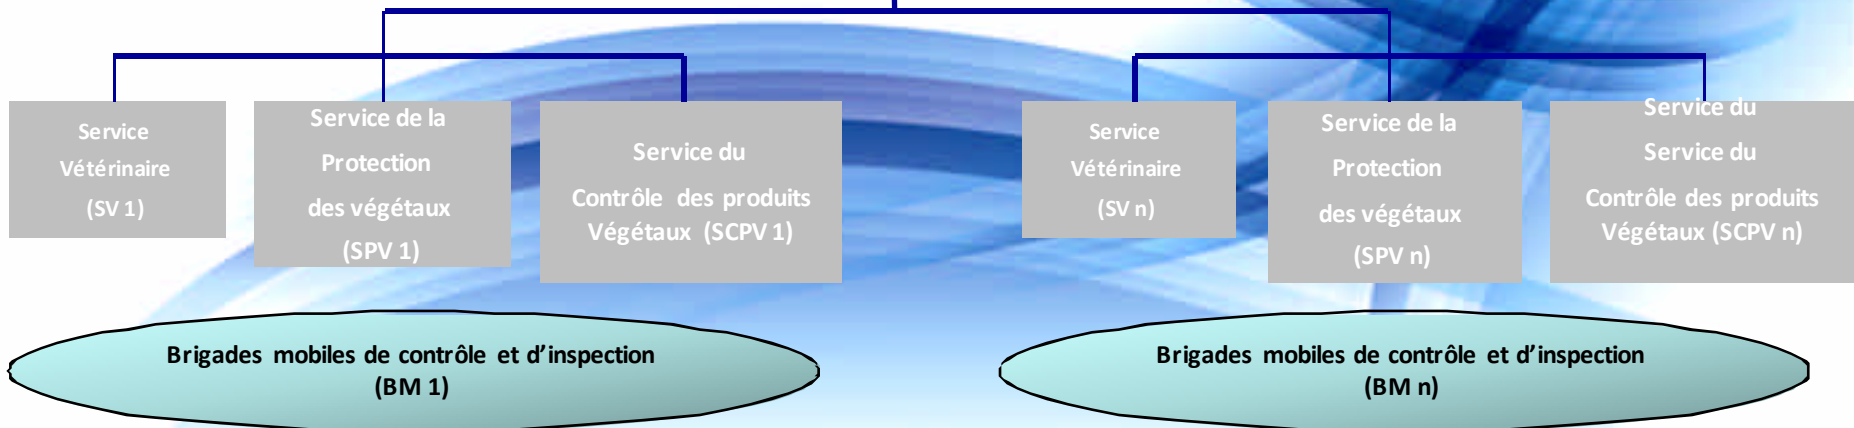 Service
Vétérinaire
(SV 1)
Service de la
Protection
des végétaux
(SPV 1)
Service du
Contrôle des produits
Végétaux (SCPV 1)
Service
Vétérinaire
(SV n)
Service de la
Protection
des végétaux
(SPV n)
Service du
Service du
Contrôle des produits
Végétaux (SCPV n)
Brigades mobiles de contrôle et d’inspection
(BM 1)
Brigades mobiles de contrôle et d’inspection
(BM n)